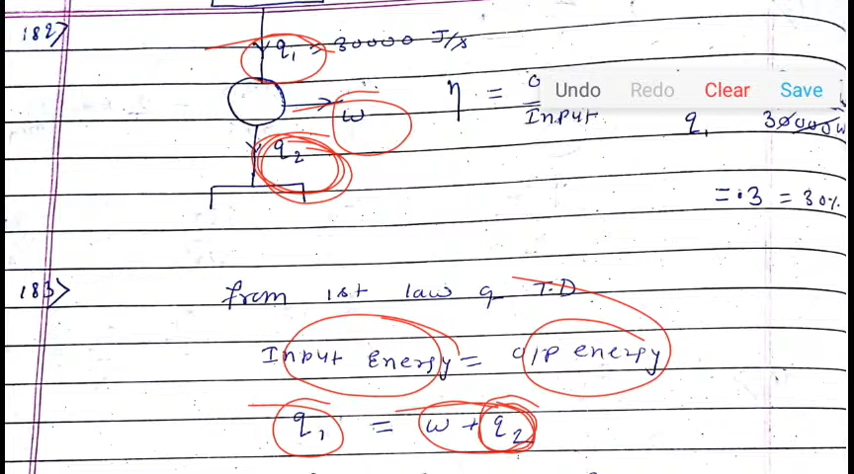 182)
q₁ → 30000 J/s
w
η = o
Input
q₁ 30000w
q₂
= .3 = 30%
Undo Redo Clear Save
183>
from 1st law of T.D
Input Energy = o/p energy
q₁ = w + q₂